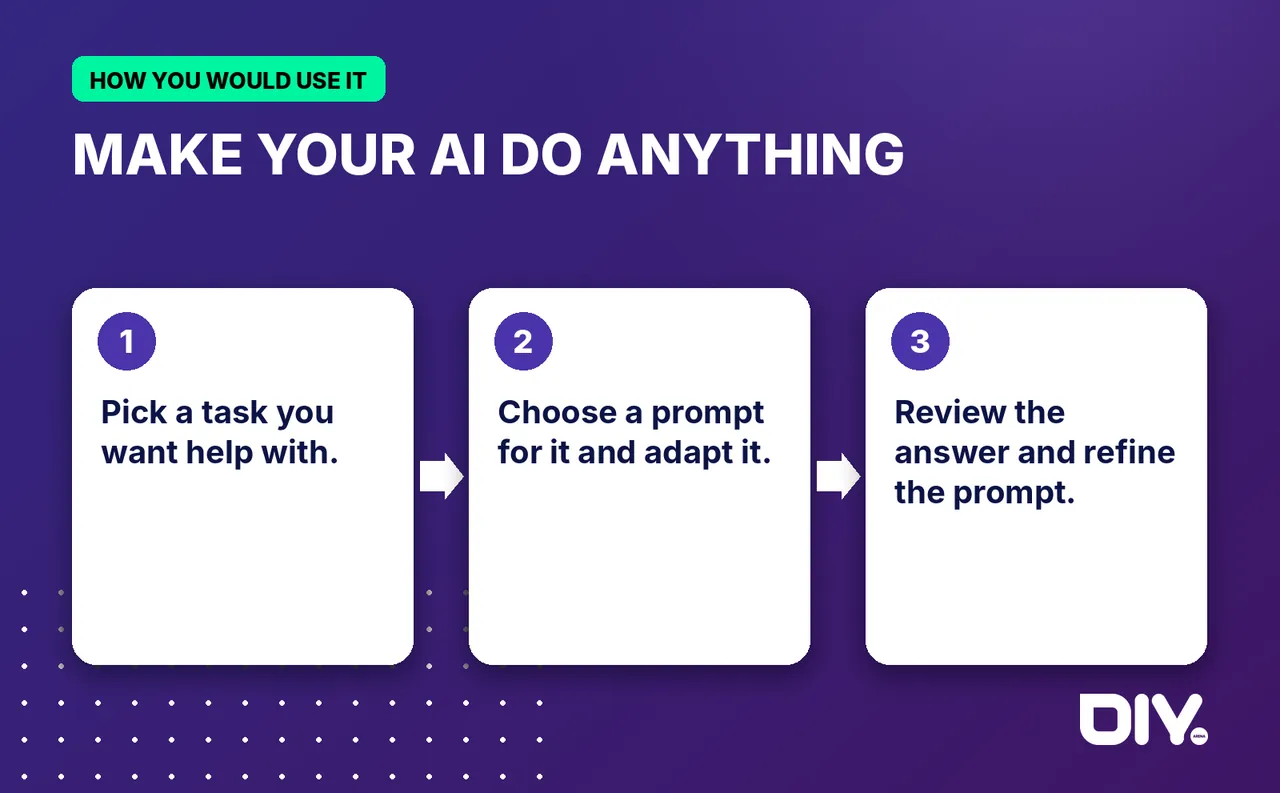 HOW YOU WOULD USE IT
MAKE YOUR AI DO ANYTHING
1
Pick a task you
want help with.
2
Choose a prompt
for it and adapt it.
3
Review the
answer and refine
the prompt.
DIY.
ARENA